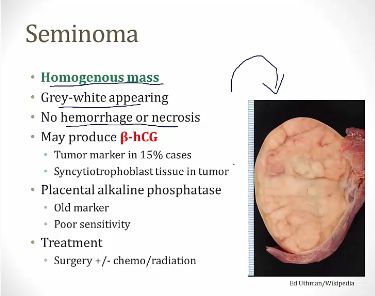 Seminoma
• Homogenous mass
• Grey-white appearing
• No hemorrhage or necrosis
• May produce β-hCG
• Tumor marker in 15% cases
• Syncytiotrophoblast tissue in tumor
• Placental alkaline phosphatase
• Old marker
• Poor sensitivity
• Treatment
• Surgery +/- chemo/radiation
Ed Uthman/Wikipedia